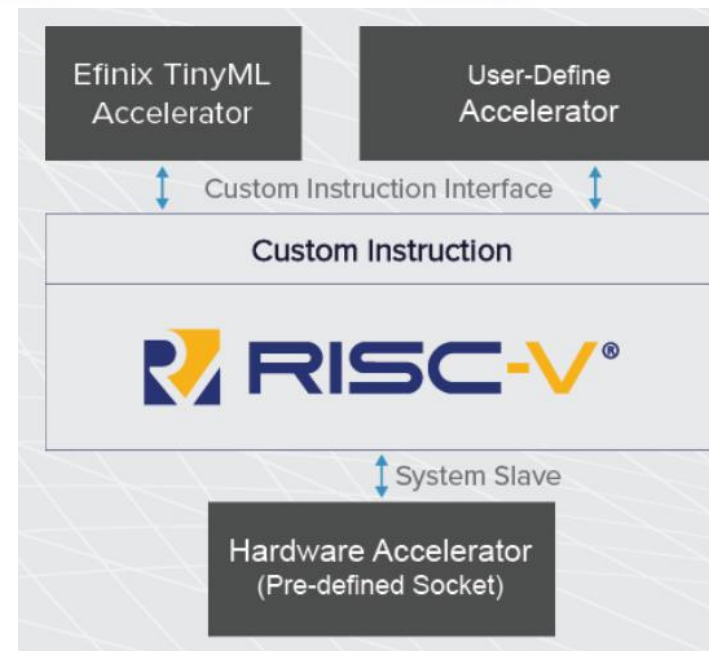 Efinix TinyML
Accelerator
User-Define
Accelerator
Custom Instruction Interface
Custom Instruction
RISC-V®
System Slave
Hardware Accelerator
(Pre-defined Socket)